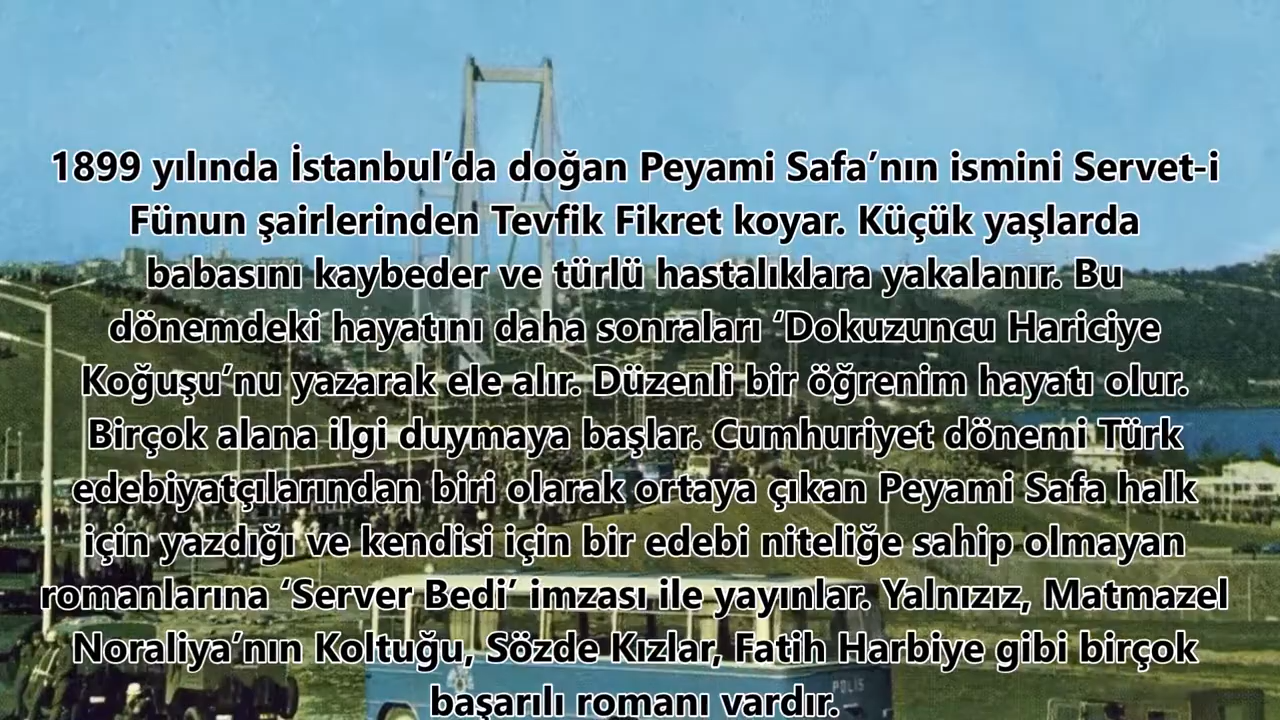 1899 yılında İstanbul’da doğan Peyami Safa’nın ismini Servet-i
Fünun şairlerinden Tevfik Fikret koyar. Küçük yaşlarda
babasını kaybeder ve türlü hastalıklara yakalanır. Bu
dönemdeki hayatını daha sonraları ‘Dokuzuncu Hariciye
Koğuşu’nu yazarak ele alır. Düzenli bir öğrenim hayatı olur.
Birçok alana ilgi duymaya başlar. Cumhuriyet dönemi Türk
edebiyatçılarından biri olarak ortaya çıkan Peyami Safa halk
için yazdığı ve kendisi için bir edebi niteliğe sahip olmayan
romanlarına ‘Server Bedi’ imzası ile yayınlar. Yalnızız, Matmazel
Noraliya’nın Koltuğu, Sözde Kızlar, Fatih Harbiye gibi birçok
başarılı romanı vardır.
POLIS